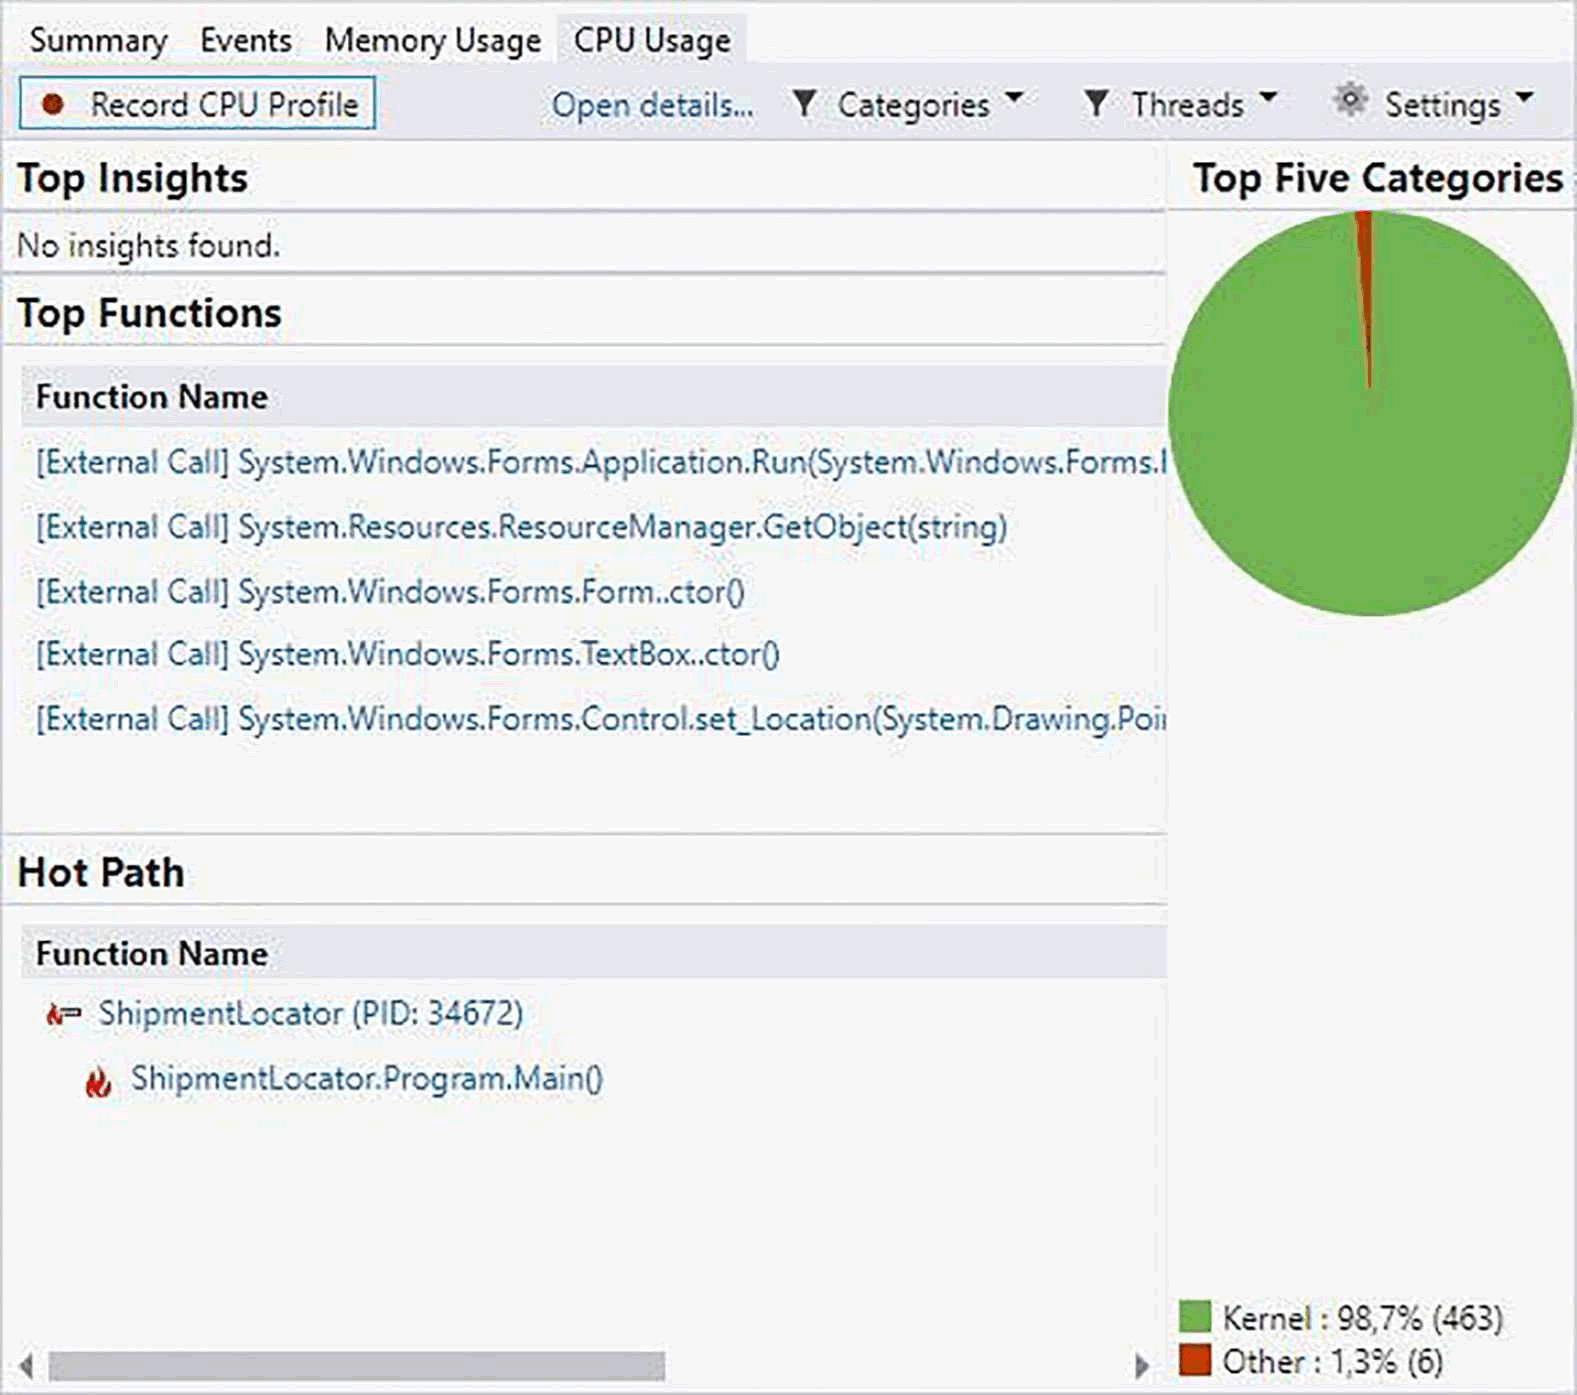 Summary Events Memory Usage CPU Usage
Record CPU Profile Open details... Categories Threads Settings
Top Insights
No insights found.
Top Functions
Function Name
[External Call] System.Windows.Forms.Application.Run(System.Windows.Forms.
[External Call] System.Resources.ResourceManager.GetObject(string)
[External Call] System.Windows.Forms.Form..ctor()
[External Call] System.Windows.Forms.TextBox..ctor()
[External Call] System.Windows.Forms.Control.set_Location(System.Drawing.Poi
Hot Path
Function Name
ShipmentLocator (PID: 34672)
ShipmentLocator.Program.Main()
Top Five Categories
Kernel : 98,7% (463)
Other : 1,3% (6)